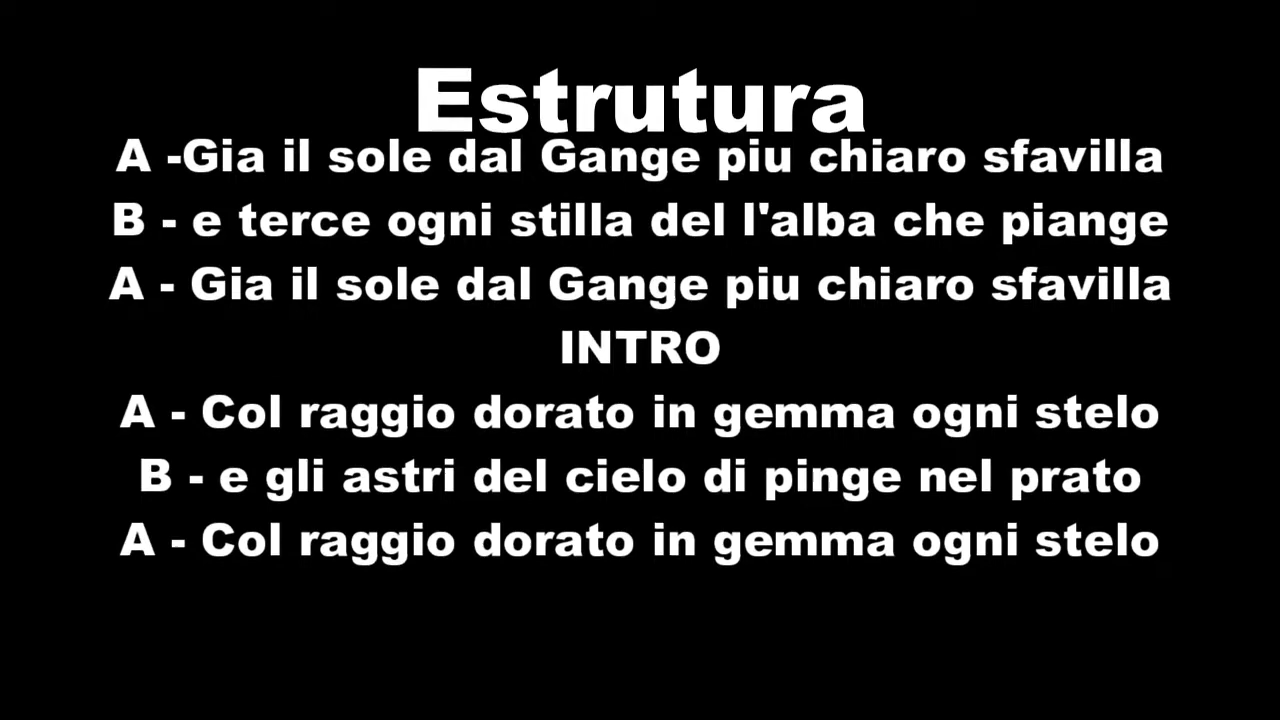 Estrutura
A -Gia il sole dal Gange piu chiaro sfavilla
B - e terce ogni stilla del l'alba che piange
A - Gia il sole dal Gange piu chiaro sfavilla
INTRO
A - Col raggio dorato in gemma ogni stelo
B - e gli astri del cielo di pinge nel prato
A - Col raggio dorato in gemma ogni stelo